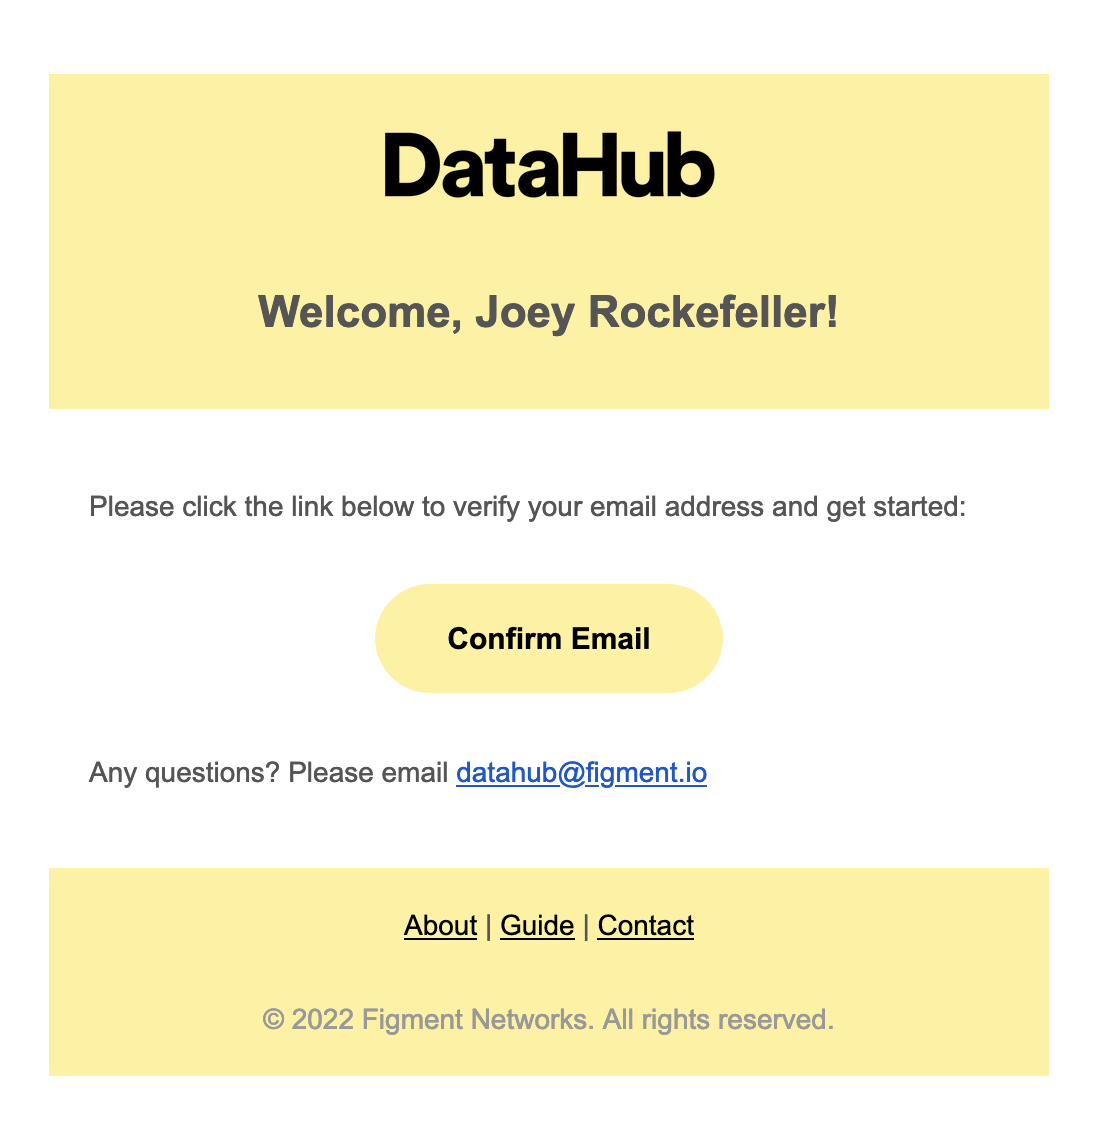 DataHub
Welcome, Joey Rockefeller!
Please click the link below to verify your email address and get started:
Confirm Email
Any questions? Please email datahub@figment.io
About | Guide | Contact
© 2022 Figment Networks. All rights reserved.